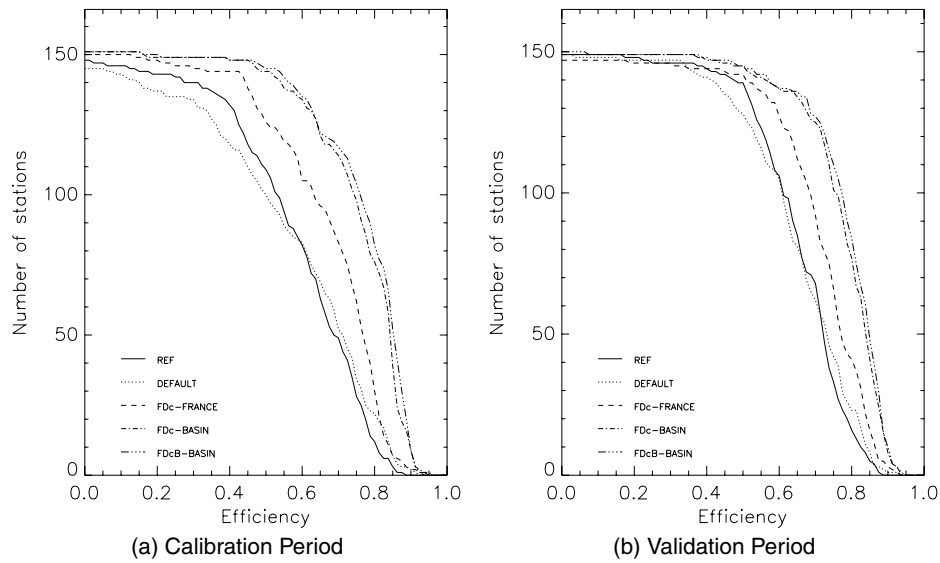 Number of stations
150
100
50
0
REF
DEFAULT
FDc-FRANCE
FDc-BASIN
FDcB-BASIN
0.0 0.2 0.4 0.6 0.8 1.0
Efficiency
(a) Calibration Period
Number of stations
150
100
50
0
REF
DEFAULT
FDc-FRANCE
FDc-BASIN
FDcB-BASIN
0.0 0.2 0.4 0.6 0.8 1.0
Efficiency
(b) Validation Period